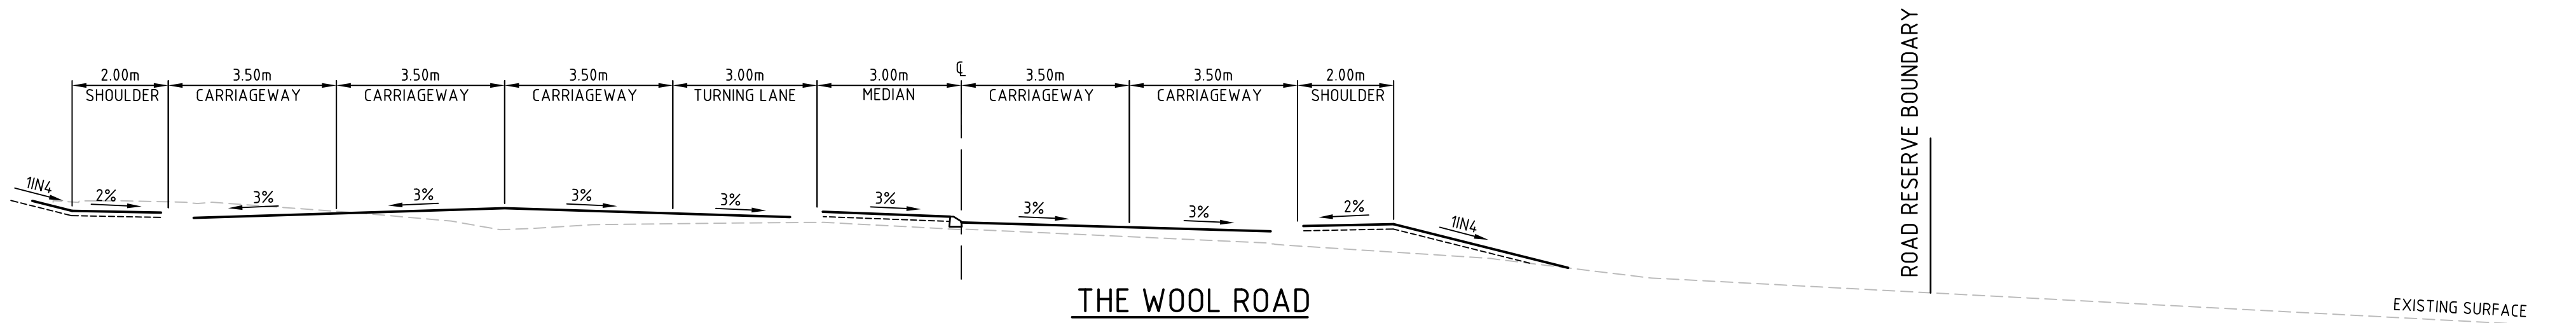 ROAD RESERVE BOUNDARY
2.00m 3.50m 3.50m 3.50m 3.00m 3.00m ℄ 3.50m 3.50m 2.00m
SHOULDER CARRIAGEWAY CARRIAGEWAY CARRIAGEWAY TURNING LANE MEDIAN CARRIAGEWAY CARRIAGEWAY SHOULDER
1IN4 2% 3% 3% 3% 3% 3% 3% 3% 2% 1IN4
THE WOOL ROAD
EXISTING SURFACE